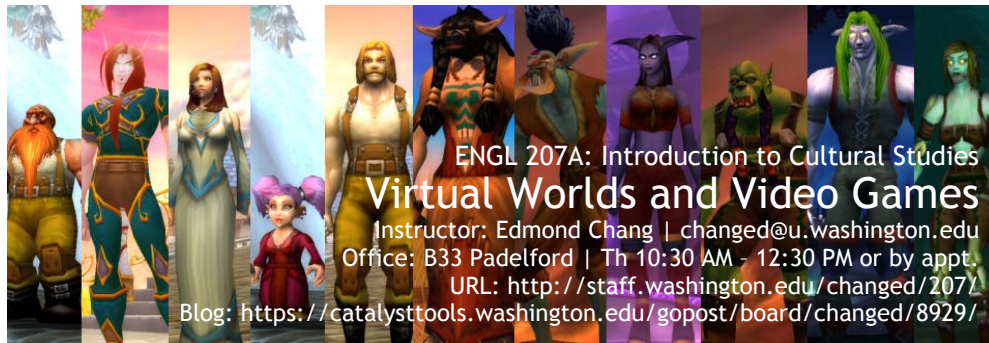 ENGL 207A: Introduction to Cultural Studies
Virtual Worlds and Video Games
Instructor: Edmond Chang | changed@u.washington.edu
Office: B33 Padelford | Th 10:30 AM – 12:30 PM or by appt.
URL: http://staff.washington.edu/changed/207/
Blog: https://catalysttools.washington.edu/gopost/board/changed/8929/